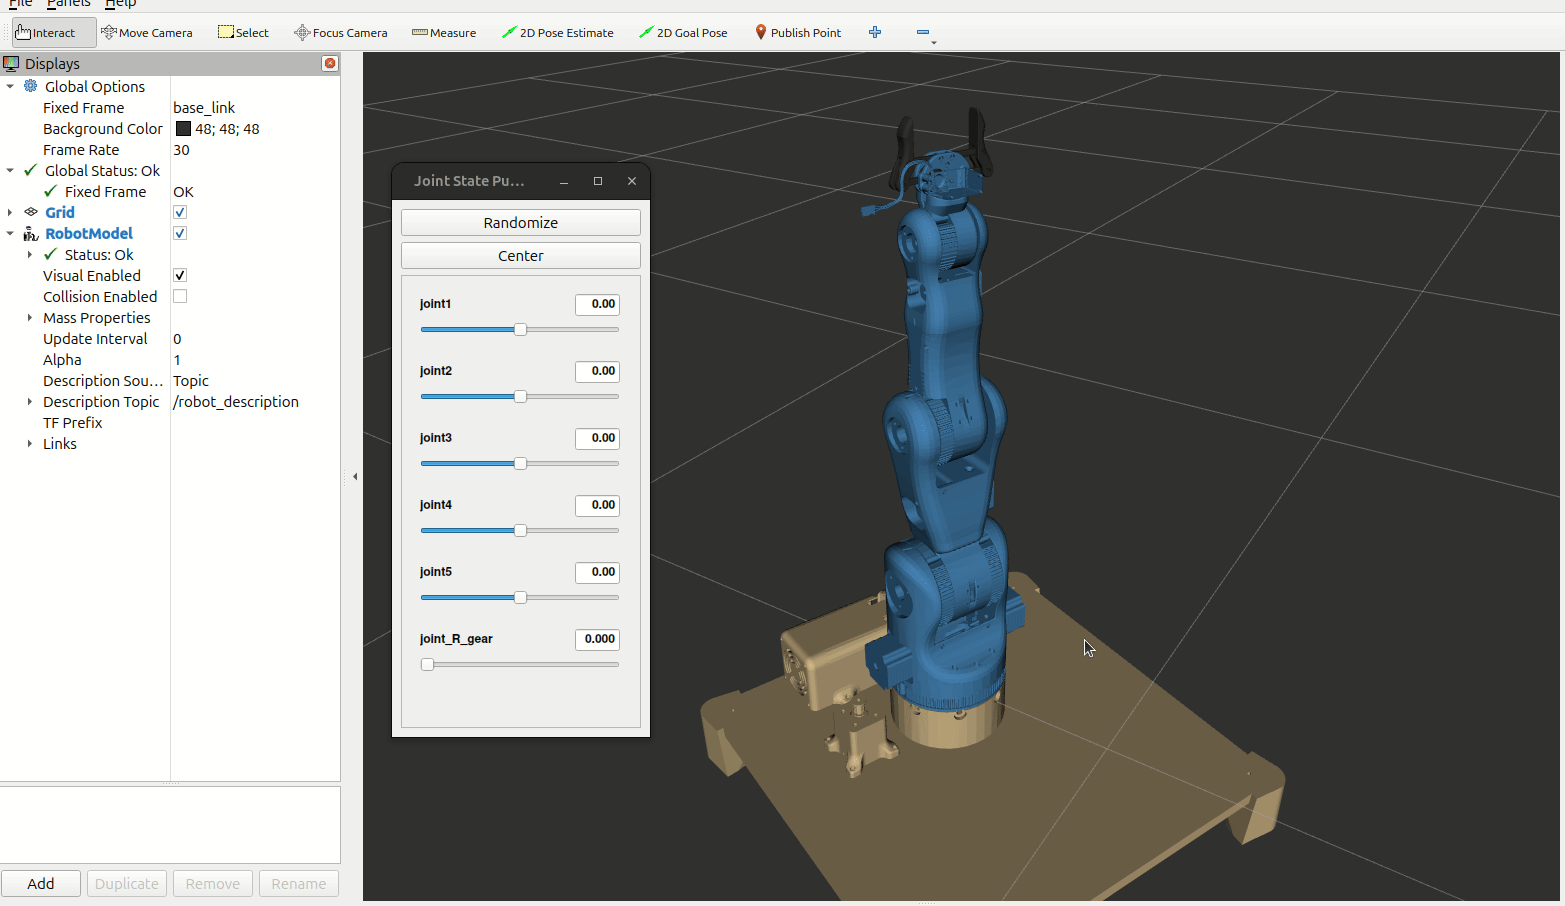 File Panels Help
Interact Move Camera Select Focus Camera Measure 2D Pose Estimate 2D Goal Pose Publish Point
Displays
Global Options
Fixed Frame base_link
Background Color 48; 48; 48
Frame Rate 30
Global Status: Ok
Fixed Frame OK
Grid
RobotModel
Status: Ok
Visual Enabled
Collision Enabled
Mass Properties
Update Interval 0
Alpha 1
Description Sou... Topic
Description Topic /robot_description
TF Prefix
Links
Add Duplicate Remove Rename
Joint State Pu...
Randomize
Center
joint1 0.00
joint2 0.00
joint3 0.00
joint4 0.00
joint5 0.00
joint_R_gear 0.000